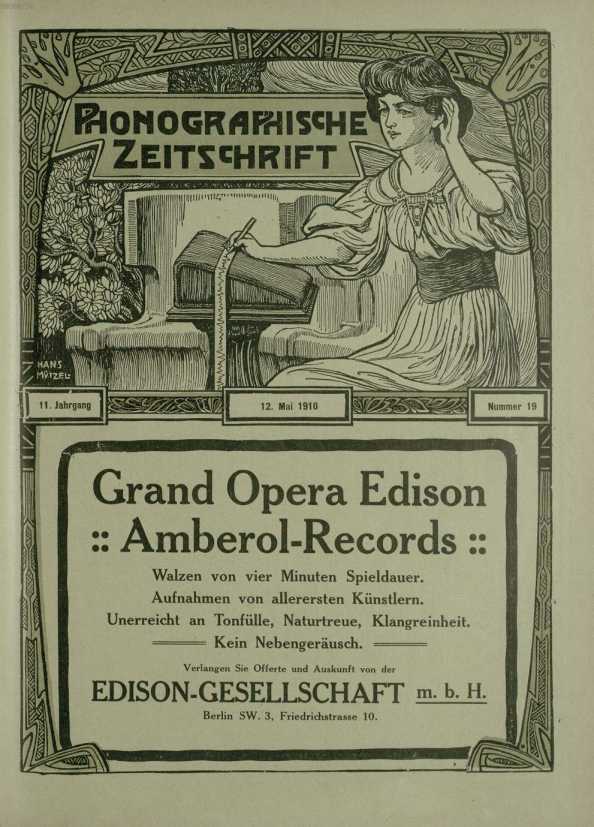 PHONOGRAPHISCHE
ZEITSCHRIFT
HANS
MÜTZEL
11. Jahrgang
12. Mai 1910
Nummer 19
Grand Opera Edison
:: Amberol-Records ::
Walzen von vier Minuten Spieldauer.
Aufnahmen von allerersten Künstlern.
Unerreicht an Tonfülle, Naturtreue, Klangreinheit.
Kein Nebengeräusch.
Verlangen Sie Offerte und Auskunft von der
EDISON-GESELLSCHAFT m. b. H.
Berlin SW. 3, Friedrichstrasse 10.